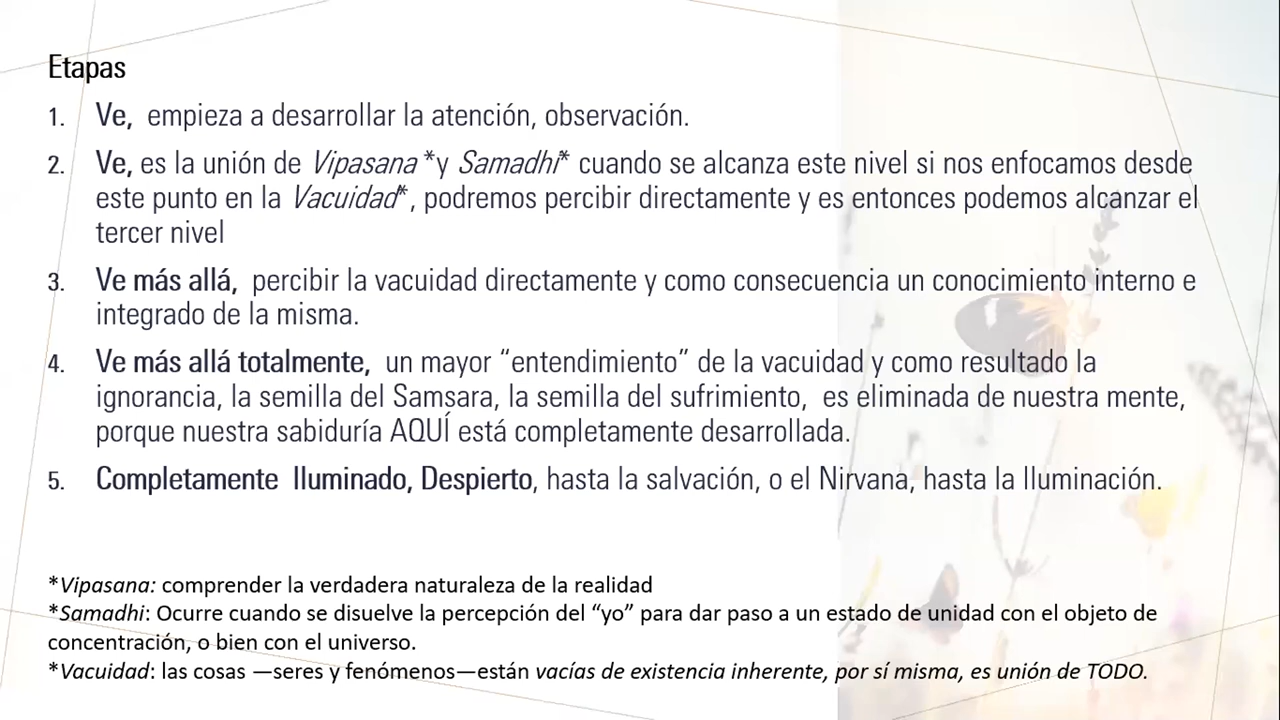 Etapas
1. Ve, empieza a desarrollar la atención, observación.
2. Ve, es la unión de Vipasana *y Samadhi* cuando se alcanza este nivel si nos enfocamos desde
este punto en la Vacuidad*, podremos percibir directamente y es entonces podemos alcanzar el
tercer nivel
3. Ve más allá, percibir la vacuidad directamente y como consecuencia un conocimiento interno e
integrado de la misma.
4. Ve más allá totalmente, un mayor “entendimiento” de la vacuidad y como resultado la
ignorancia, la semilla del Samsara, la semilla del sufrimiento, es eliminada de nuestra mente,
porque nuestra sabiduría AQUÍ está completamente desarrollada.
5. Completamente Iluminado, Despierto, hasta la salvación, o el Nirvana, hasta la Iluminación.
*Vipasana: comprender la verdadera naturaleza de la realidad
*Samadhi: Ocurre cuando se disuelve la percepción del “yo” para dar paso a un estado de unidad con el objeto de
concentración, o bien con el universo.
*Vacuidad: las cosas —seres y fenómenos—están vacías de existencia inherente, por sí misma, es unión de TODO.